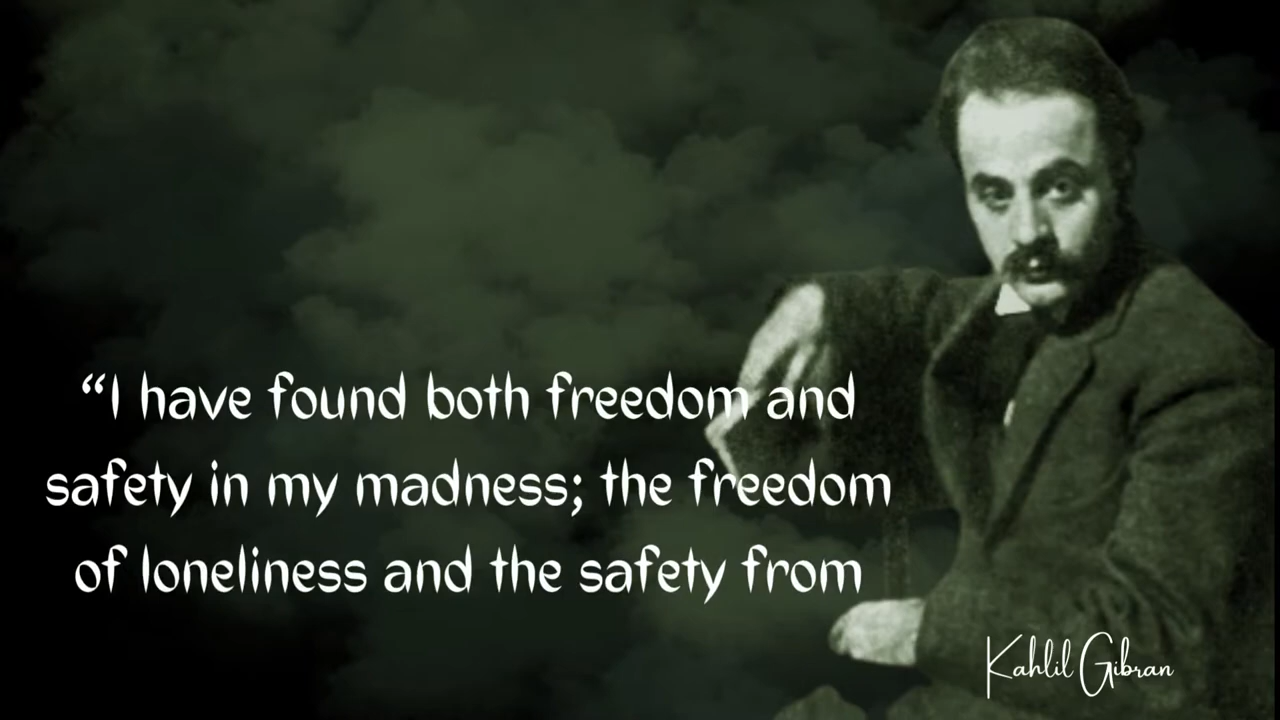 “I have found both freedom and
safety in my madness; the freedom
of loneliness and the safety from
Kahlil Gibran